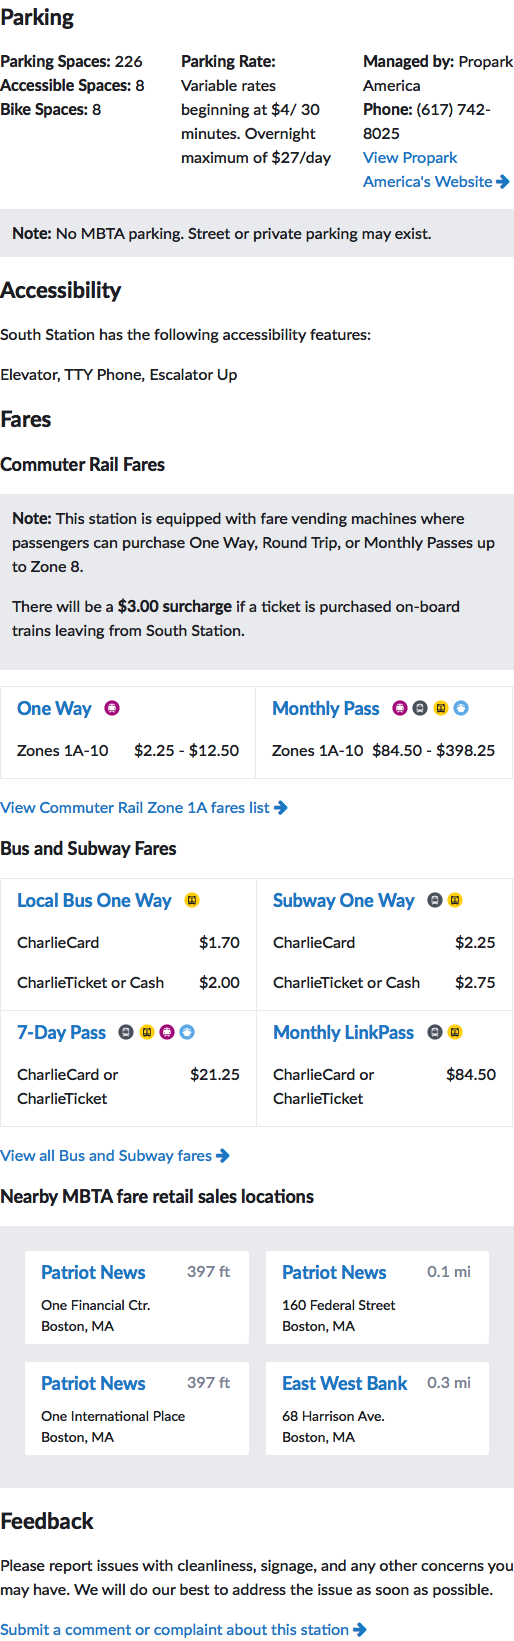 Parking
Parking Spaces: 226
Accessible Spaces: 8
Bike Spaces: 8
Parking Rate:
Variable rates
beginning at $4/ 30
minutes. Overnight
maximum of $27/day
Managed by: Propark
America
Phone: (617) 742-
8025
View Propark
America's Website
Note: No MBTA parking. Street or private parking may exist.
Accessibility
South Station has the following accessibility features:
Elevator, TTY Phone, Escalator Up
Fares
Commuter Rail Fares
Note: This station is equipped with fare vending machines where
passengers can purchase One Way, Round Trip, or Monthly Passes up
to Zone 8.
There will be a $3.00 surcharge if a ticket is purchased on-board
trains leaving from South Station.
One Way
Zones 1A-10 $2.25 - $12.50
Monthly Pass
Zones 1A-10 $84.50 - $398.25
View Commuter Rail Zone 1A fares list
Bus and Subway Fares
Local Bus One Way
CharlieCard $1.70
CharlieTicket or Cash $2.00
Subway One Way
CharlieCard $2.25
CharlieTicket or Cash $2.75
7-Day Pass
CharlieCard or $21.25
CharlieTicket
Monthly LinkPass
CharlieCard or $84.50
CharlieTicket
View all Bus and Subway fares
Nearby MBTA fare retail sales locations
Patriot News 397 ft
One Financial Ctr.
Boston, MA
Patriot News 0.1 mi
160 Federal Street
Boston, MA
Patriot News 397 ft
One International Place
Boston, MA
East West Bank 0.3 mi
68 Harrison Ave.
Boston, MA
Feedback
Please report issues with cleanliness, signage, and any other concerns you
may have. We will do our best to address the issue as soon as possible.
Submit a comment or complaint about this station